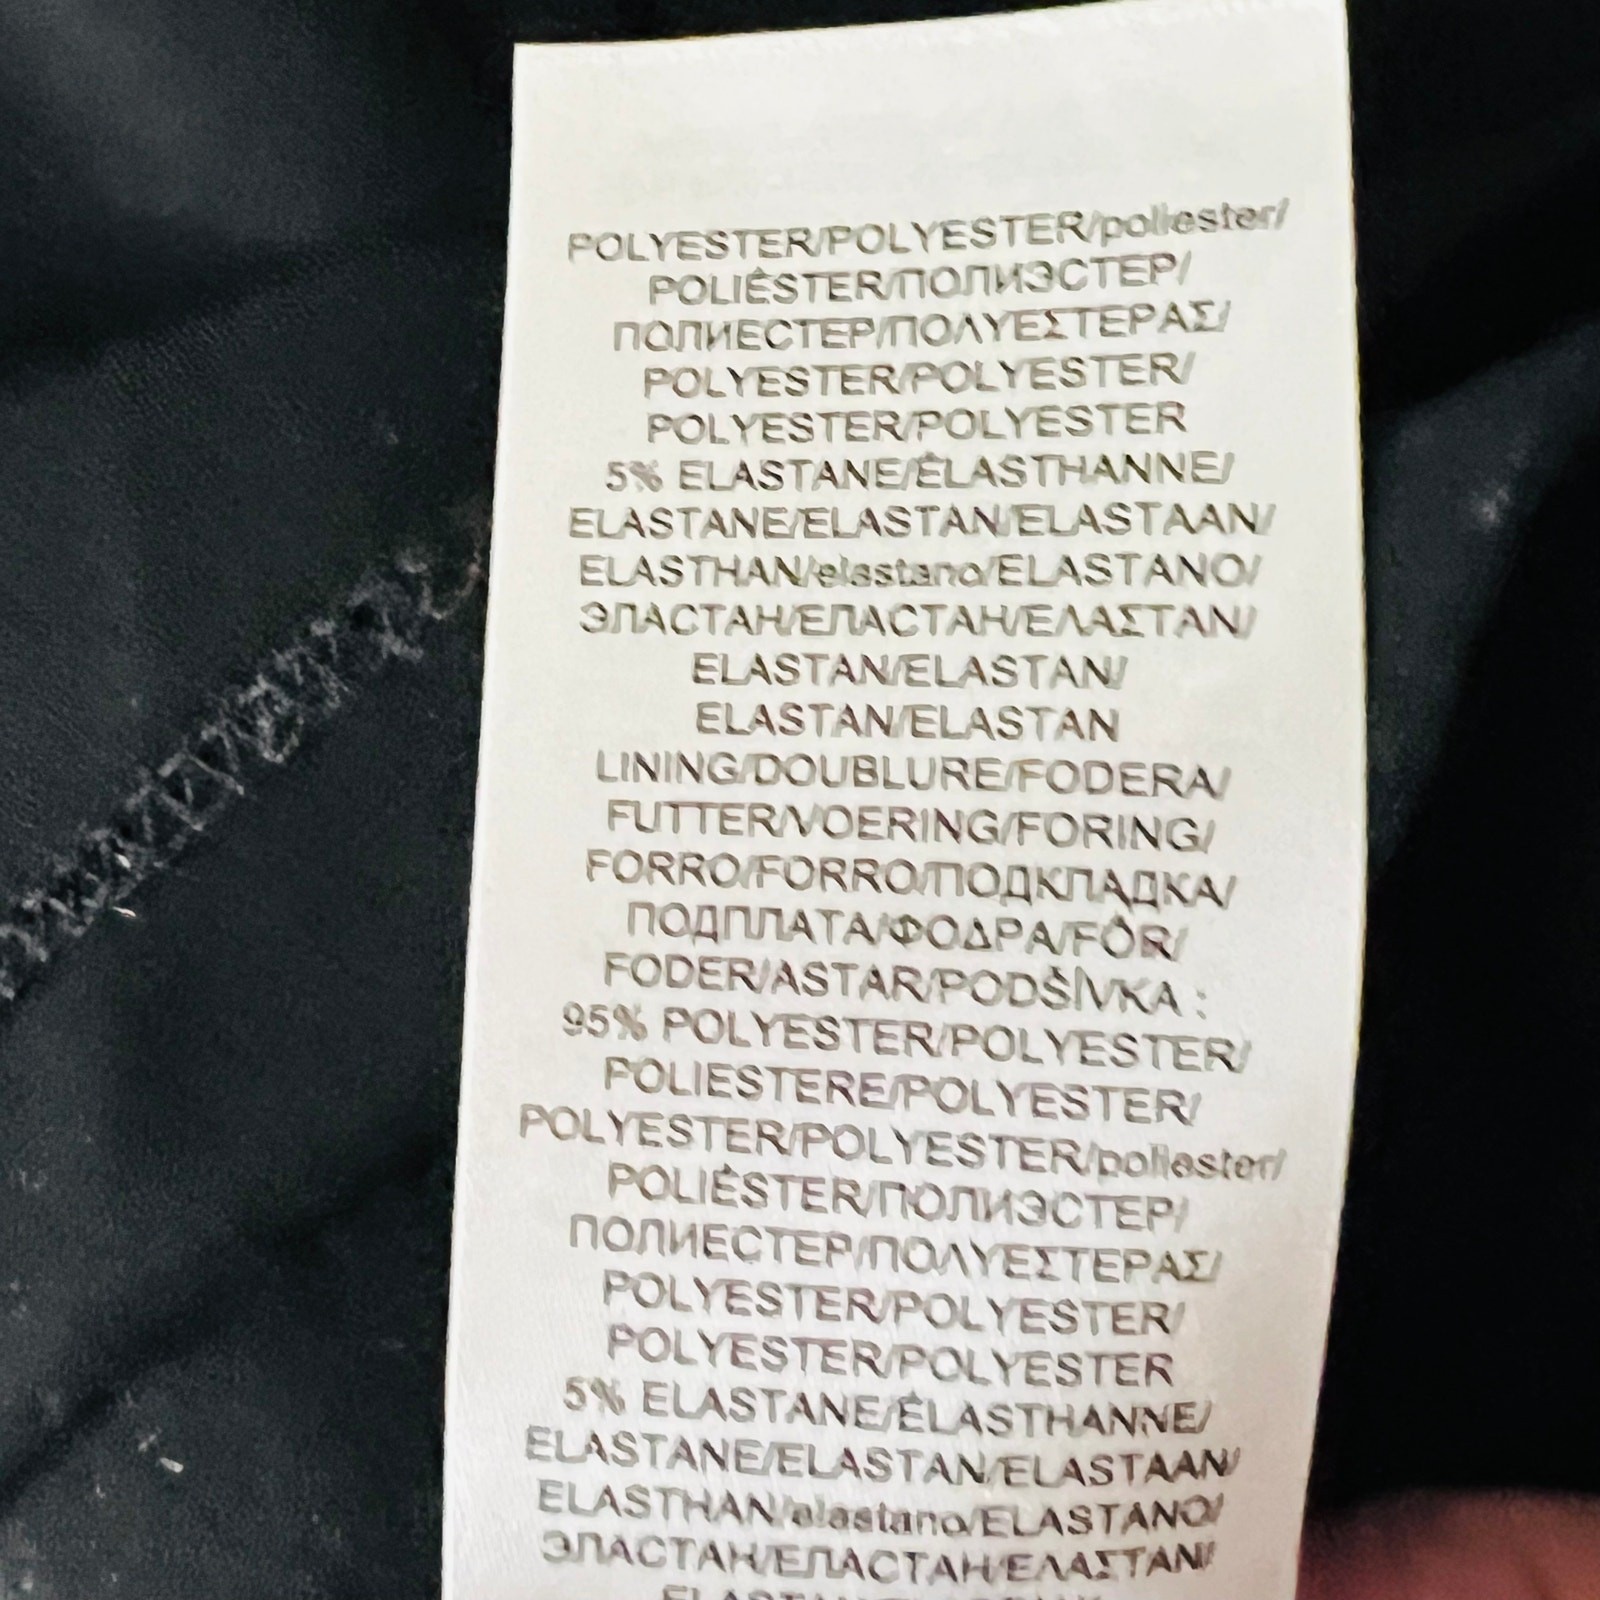 POLYESTER/POLYESTER/poliester/
POLIÉSTER/ПОЛИЭСТЕР/
ПОЛИЕСТЕР/ΠΟΛΥΕΣΤΕΡΑΣ/
POLYESTER/POLYESTER/
POLYESTER/POLYESTER
5% ELASTANE/ÉLASTHANNE/
ELASTANE/ELASTAN/ELASTAAN/
ELASTHAN/elastano/ELASTANO/
ЭЛАСТАН/ЕЛАСТАН/ΕΛΑΣΤΑΝ/
ELASTAN/ELASTAN/
ELASTAN/ELASTAN
LINING/DOUBLURE/FODERA/
FUTTER/VOERING/FORING/
FORRO/FORRO/ПОДКЛАДКА/
ПОДПЛАТА/ΦΟΔΡΑ/FÔR/
FODER/ASTAR/PODŠÍVKA :
95% POLYESTER/POLYESTER/
POLIESTERE/POLYESTER/
POLYESTER/POLYESTER/poliester/
POLIÉSTER/ПОЛИЭСТЕР/
ПОЛИЕСТЕР/ΠΟΛΥΕΣΤΕΡΑΣ/
POLYESTER/POLYESTER/
POLYESTER/POLYESTER
5% ELASTANE/ÉLASTHANNE/
ELASTANE/ELASTAN/ELASTAAN/
ELASTHAN/elastano/ELASTANO/
ЭЛАСТАН/ЕЛАСТАН/ΕΛΑΣΤΑΝ/